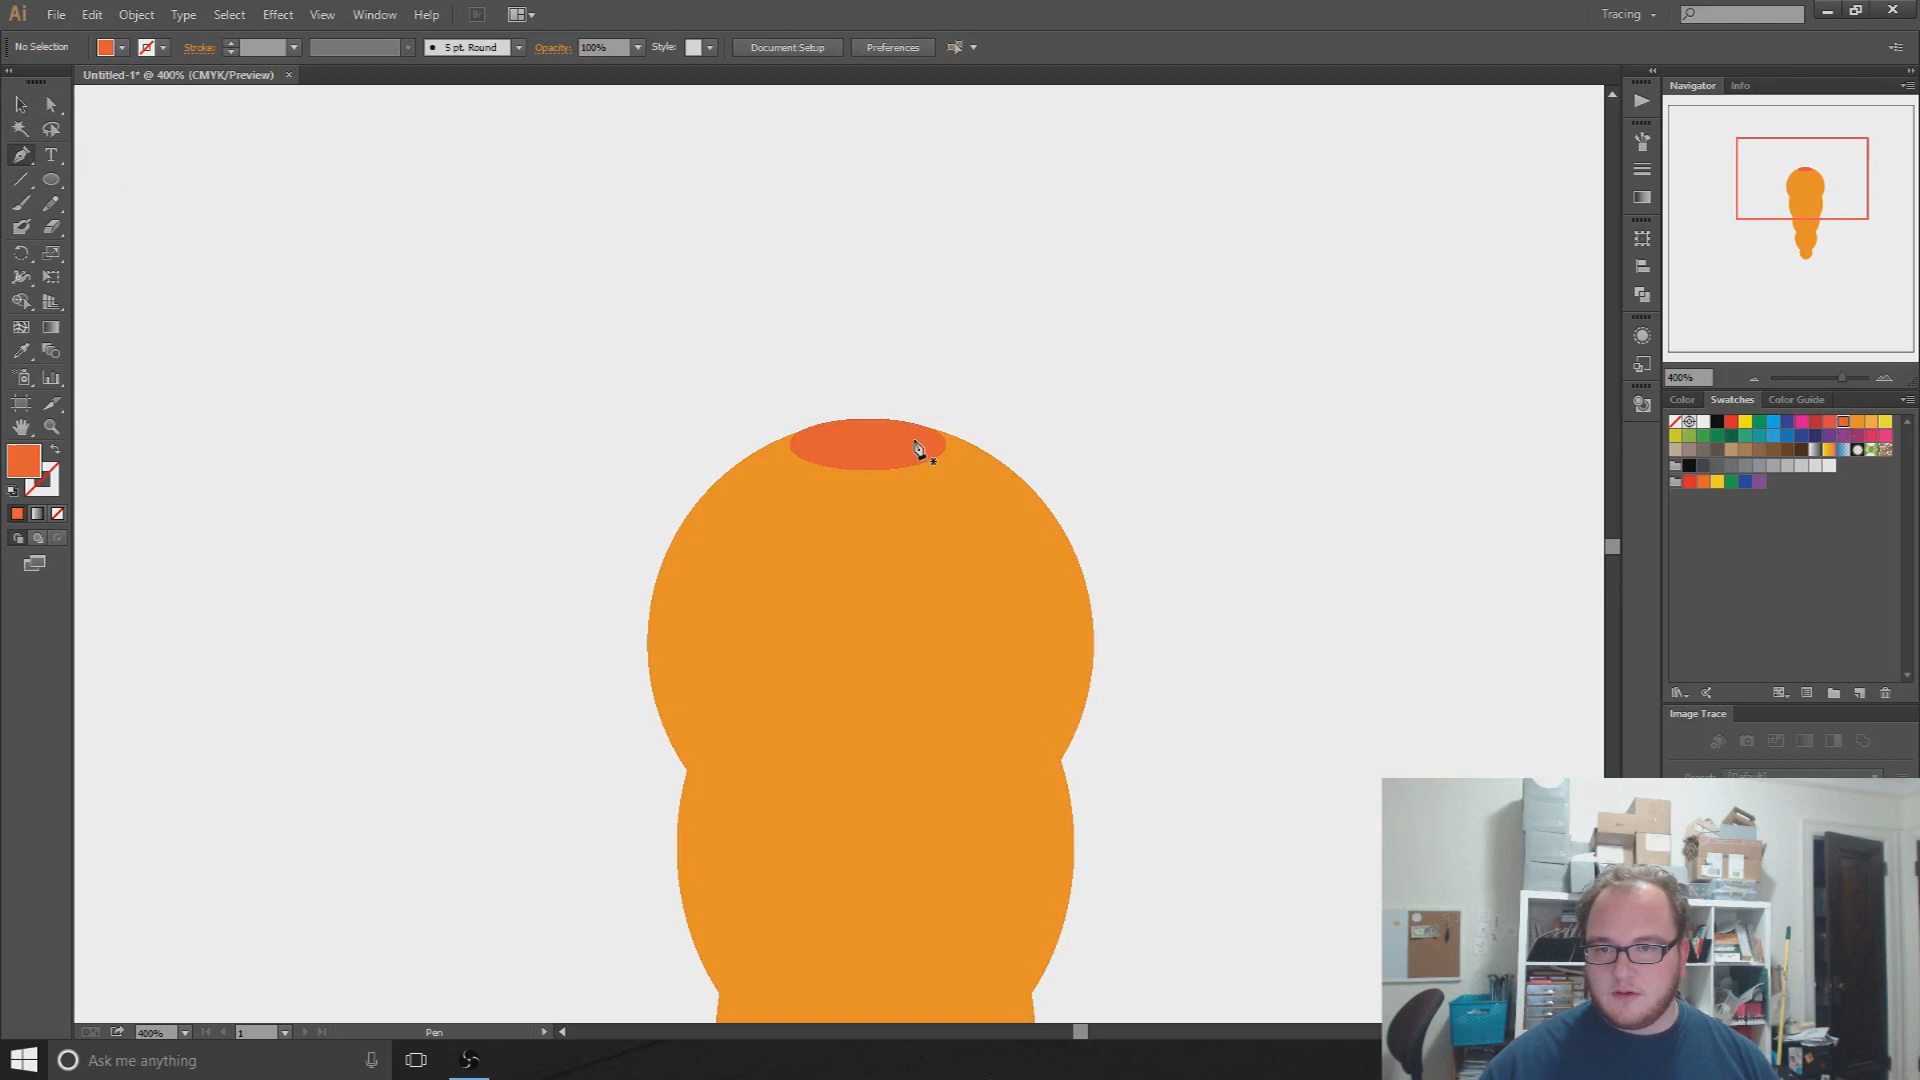 Ai File Edit Object Type Select Effect View Window Help Br Tracing
No Selection Stroke: 5 pt. Round Opacity: 100% Style: Document Setup Preferences
Untitled-1* @ 400% (CMYK/Preview) ×
Navigator Info
400%
Color Swatches Color Guide
Image Trace
400% 1 Pen
Ask me anything